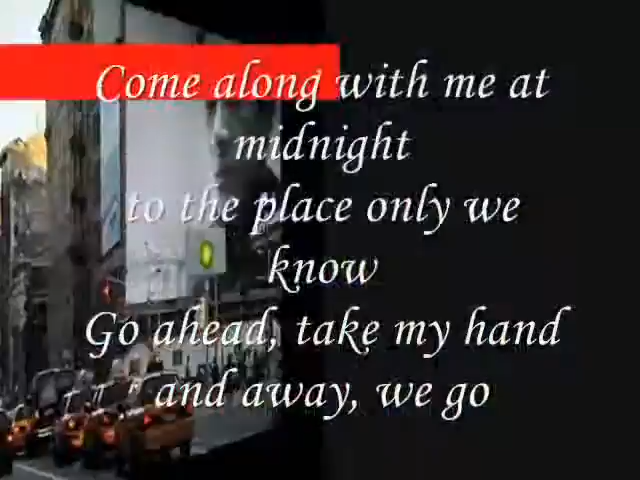 Come along with me at
midnight
to the place only we
know
Go ahead, take my hand
and away, we go